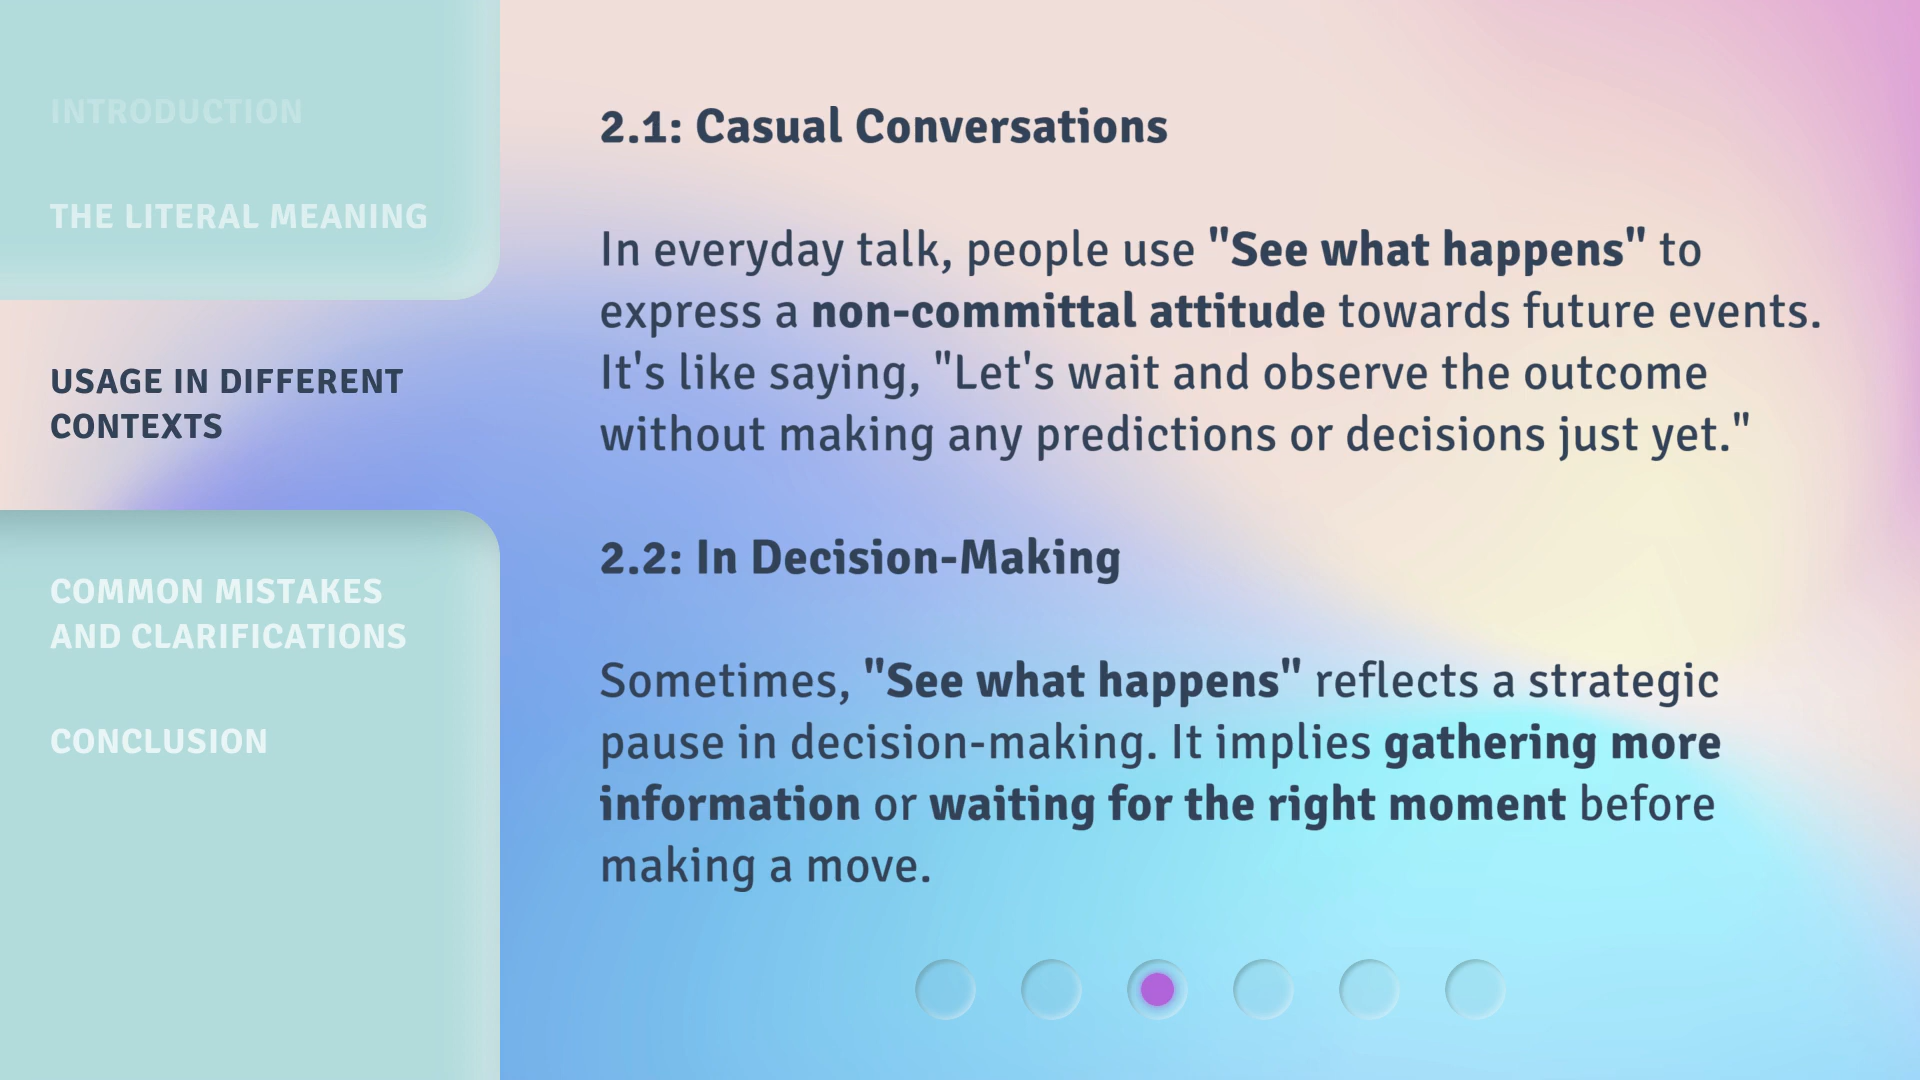 INTRODUCTION
THE LITERAL MEANING
USAGE IN DIFFERENT
CONTEXTS
COMMON MISTAKES
AND CLARIFICATIONS
CONCLUSION
2.1: Casual Conversations
In everyday talk, people use "See what happens" to
express a non-committal attitude towards future events.
It's like saying, "Let's wait and observe the outcome
without making any predictions or decisions just yet."
2.2: In Decision-Making
Sometimes, "See what happens" reflects a strategic
pause in decision-making. It implies gathering more
information or waiting for the right moment before
making a move.